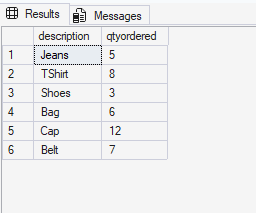 Results Messages
description qtyordered
1 Jeans 5
2 TShirt 8
3 Shoes 3
4 Bag 6
5 Cap 12
6 Belt 7